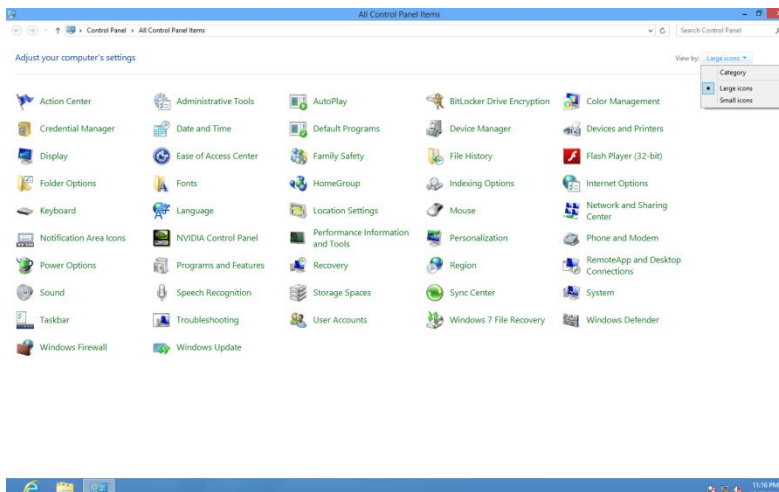 All Control Panel Items
Control Panel
All Control Panel Items
Search Control Panel
Adjust your computer's settings
View by: Large icons
Category
Large icons
Small icons
Action Center
Administrative Tools
AutoPlay
BitLocker Drive Encryption
Color Management
Credential Manager
Date and Time
Default Programs
Device Manager
Devices and Printers
Display
Ease of Access Center
Family Safety
File History
Flash Player (32-bit)
Folder Options
Fonts
HomeGroup
Indexing Options
Internet Options
Keyboard
Language
Location Settings
Mouse
Network and Sharing
Center
Notification Area Icons
NVIDIA Control Panel
Performance Information
and Tools
Personalization
Phone and Modem
Power Options
Programs and Features
Recovery
Region
RemoteApp and Desktop
Connections
Sound
Speech Recognition
Storage Spaces
Sync Center
System
Taskbar
Troubleshooting
User Accounts
Windows 7 File Recovery
Windows Defender
Windows Firewall
Windows Update
11:16 PM